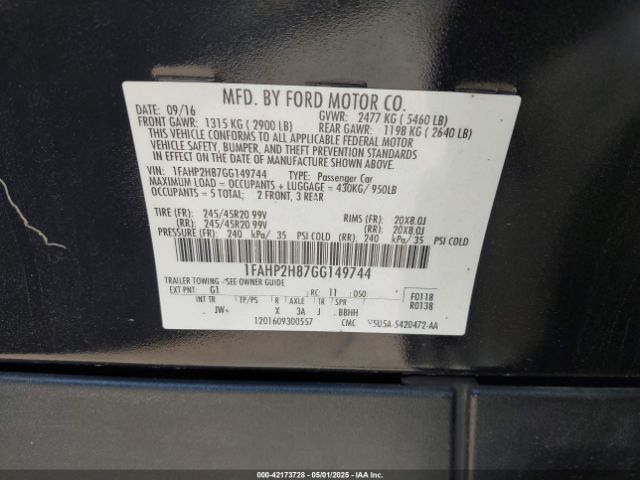 MFD. BY FORD MOTOR CO.
DATE: 09/16 GVWR: 2477 KG ( 5460 LB)
FRONT GAWR: 1315 KG ( 2900 LB) REAR GAWR: 1198 KG ( 2640 LB)
THIS VEHICLE CONFORMS TO ALL APPLICABLE FEDERAL MOTOR
VEHICLE SAFETY, BUMPER, AND THEFT PREVENTION STANDARDS IN
EFFECT ON THE DATE OF MANUFACTURE SHOWN ABOVE.
VIN: 1FAHP2H87GG149744 TYPE: Passenger Car
MAXIMUM LOAD = OCCUPANTS + LUGGAGE = 430KG/ 950LB
OCCUPANTS = 5 TOTAL; 2 FRONT, 3 REAR
TIRE (FR): 245/45R20 99V RIMS (FR): 20X8.0J
(RR): 245/45R20 99V (RR): 20X8.0J
PRESSURE (FR): 240 kPa/ 35 PSI COLD (RR) 240 kPa/ 35 PSI COLD
1FAHP2H87GG149744
TRAILER TOWING -SEE OWNER GUIDE
EXT PNT: G1 RC: 11 DSO: F0118
R0138
INT TR TP/PS R AXLE TR SPR
JW* X 3A J BBHH
1201609300557 CMC 5U5A-5420472-AA
000-42173728 - 05/01/2025 - IAAI.COM